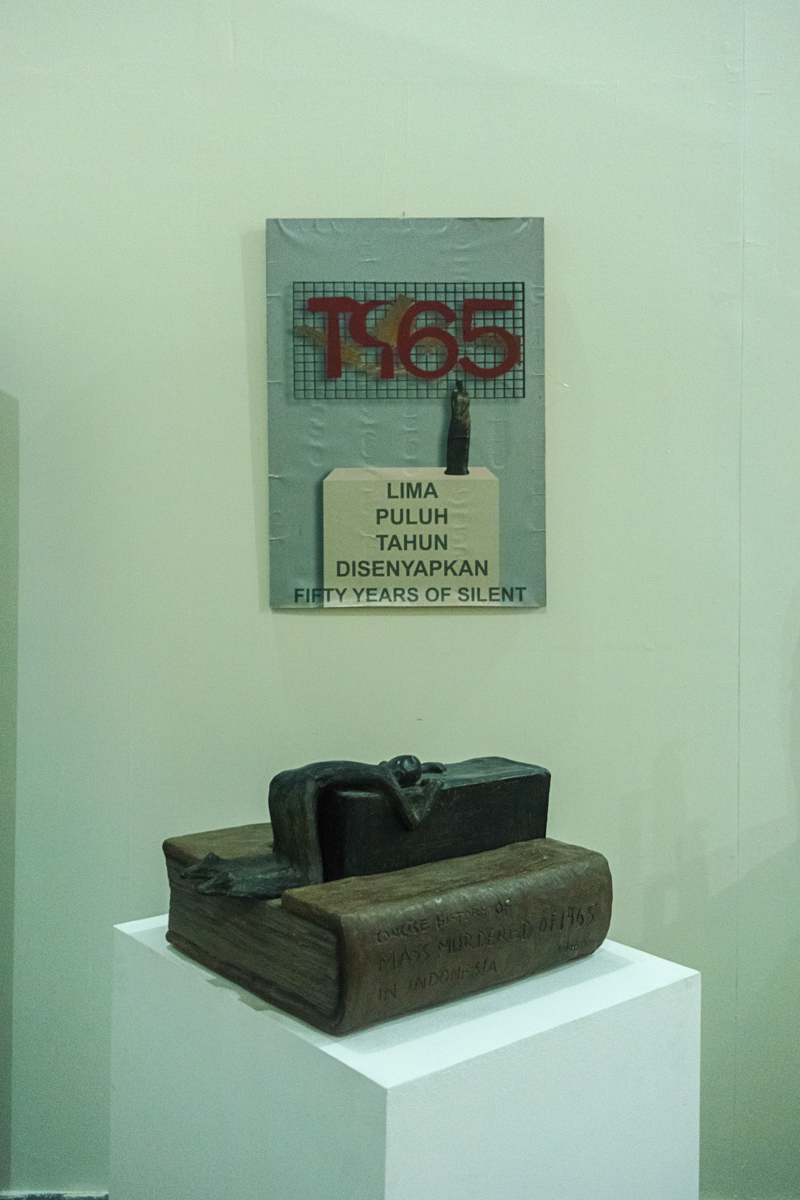 1965
LIMA
PULUH
TAHUN
DISENYAPKAN
FIFTY YEARS OF SILENT
CONCISE HISTORY OF
MASS MURDERED OF 1965
IN INDONESIA